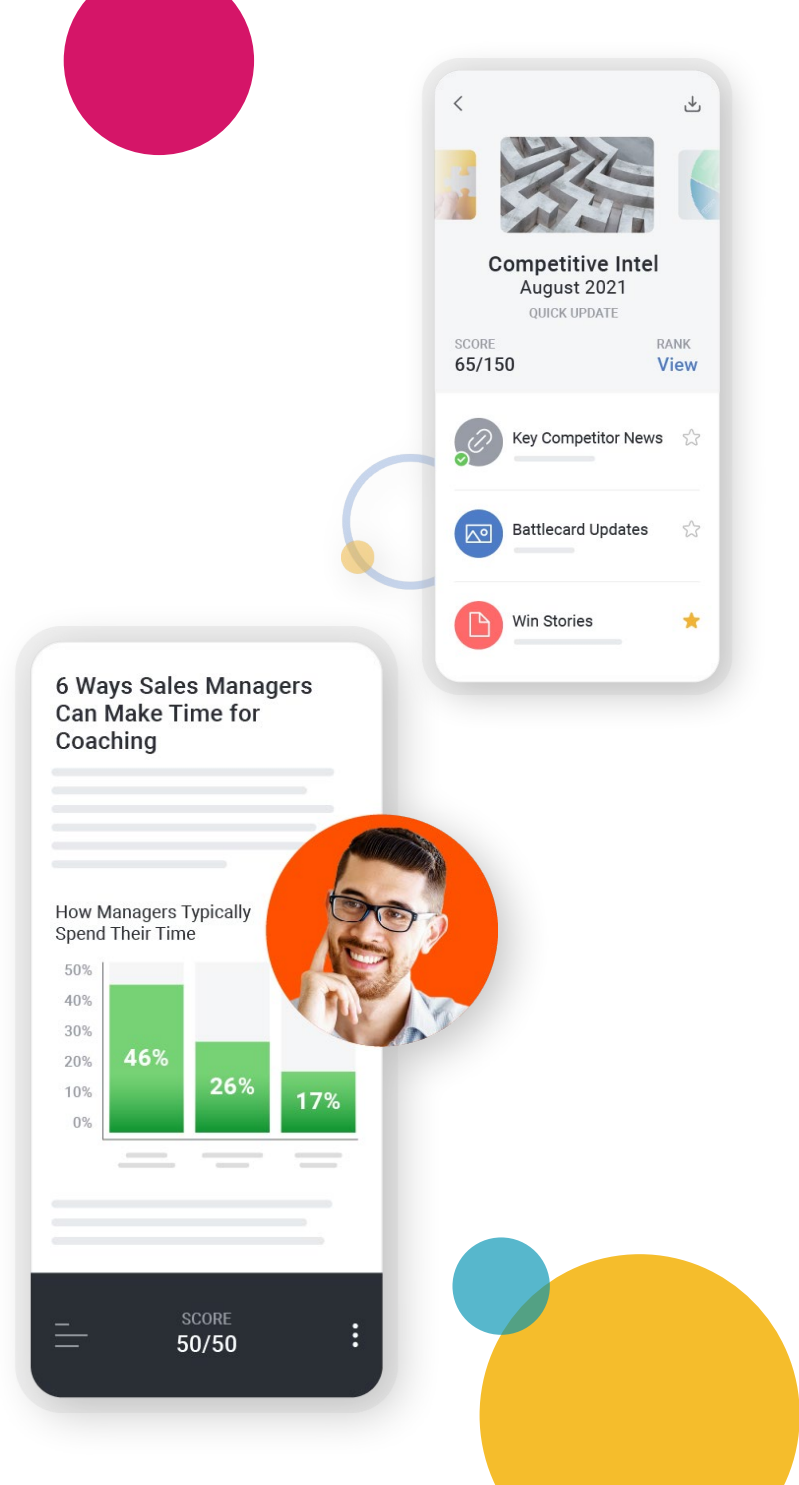 Competitive Intel
August 2021
QUICK UPDATE
SCORE
65/150
RANK
View
Key Competitor News
Battlecard Updates
Win Stories
6 Ways Sales Managers
Can Make Time for
Coaching
How Managers Typically
Spend Their Time
50%
40%
30%
20%
10%
0%
46%
26%
17%
SCORE
50/50